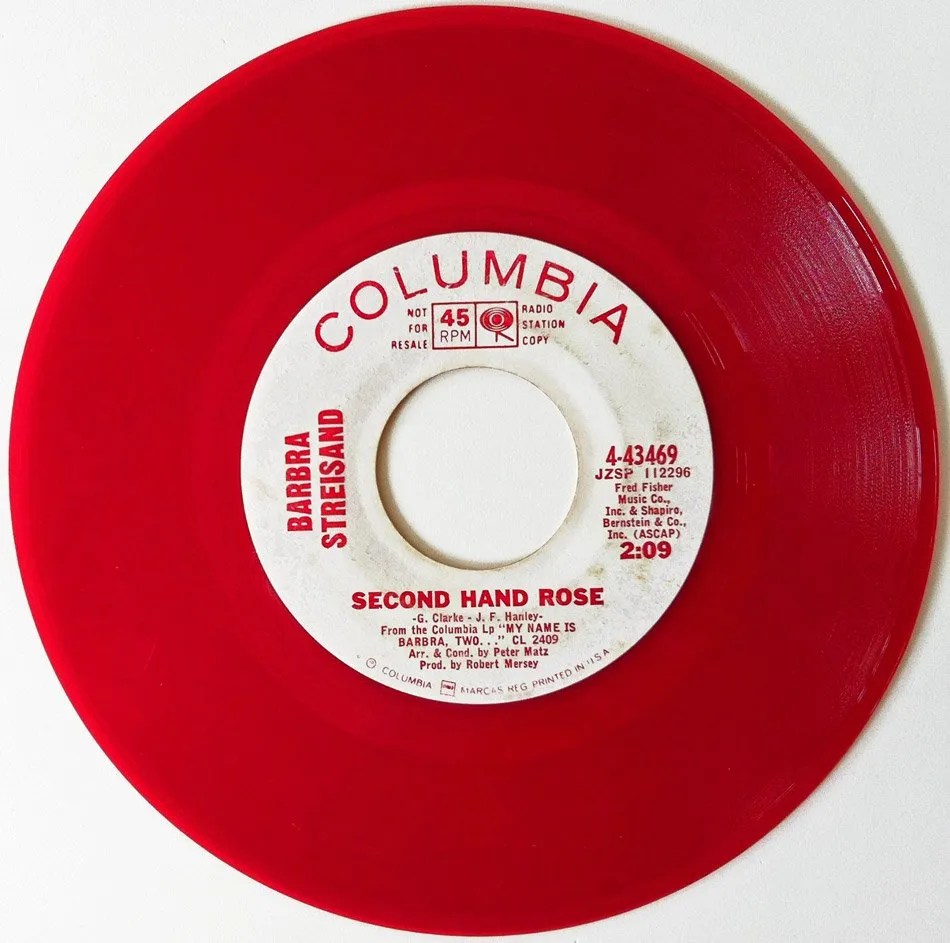 COLUMBIA
NOT
FOR
RESALE
45
RPM
RADIO
STATION
COPY
BARBRA
STREISAND
4-43469
JZSP 112296
Fred Fisher
Music Co.,
Inc. & Shapiro,
Bernstein & Co.,
Inc. (ASCAP)
2:09
SECOND HAND ROSE
-G. Clarke - J. F. Hanley-
From the Columbia Lp "MY NAME IS
BARBRA, TWO..." CL 2409
Arr. & Cond. by Peter Matz
Prod. by Robert Mersey
℗ COLUMBIA MARCAS REG PRINTED IN U.S.A.